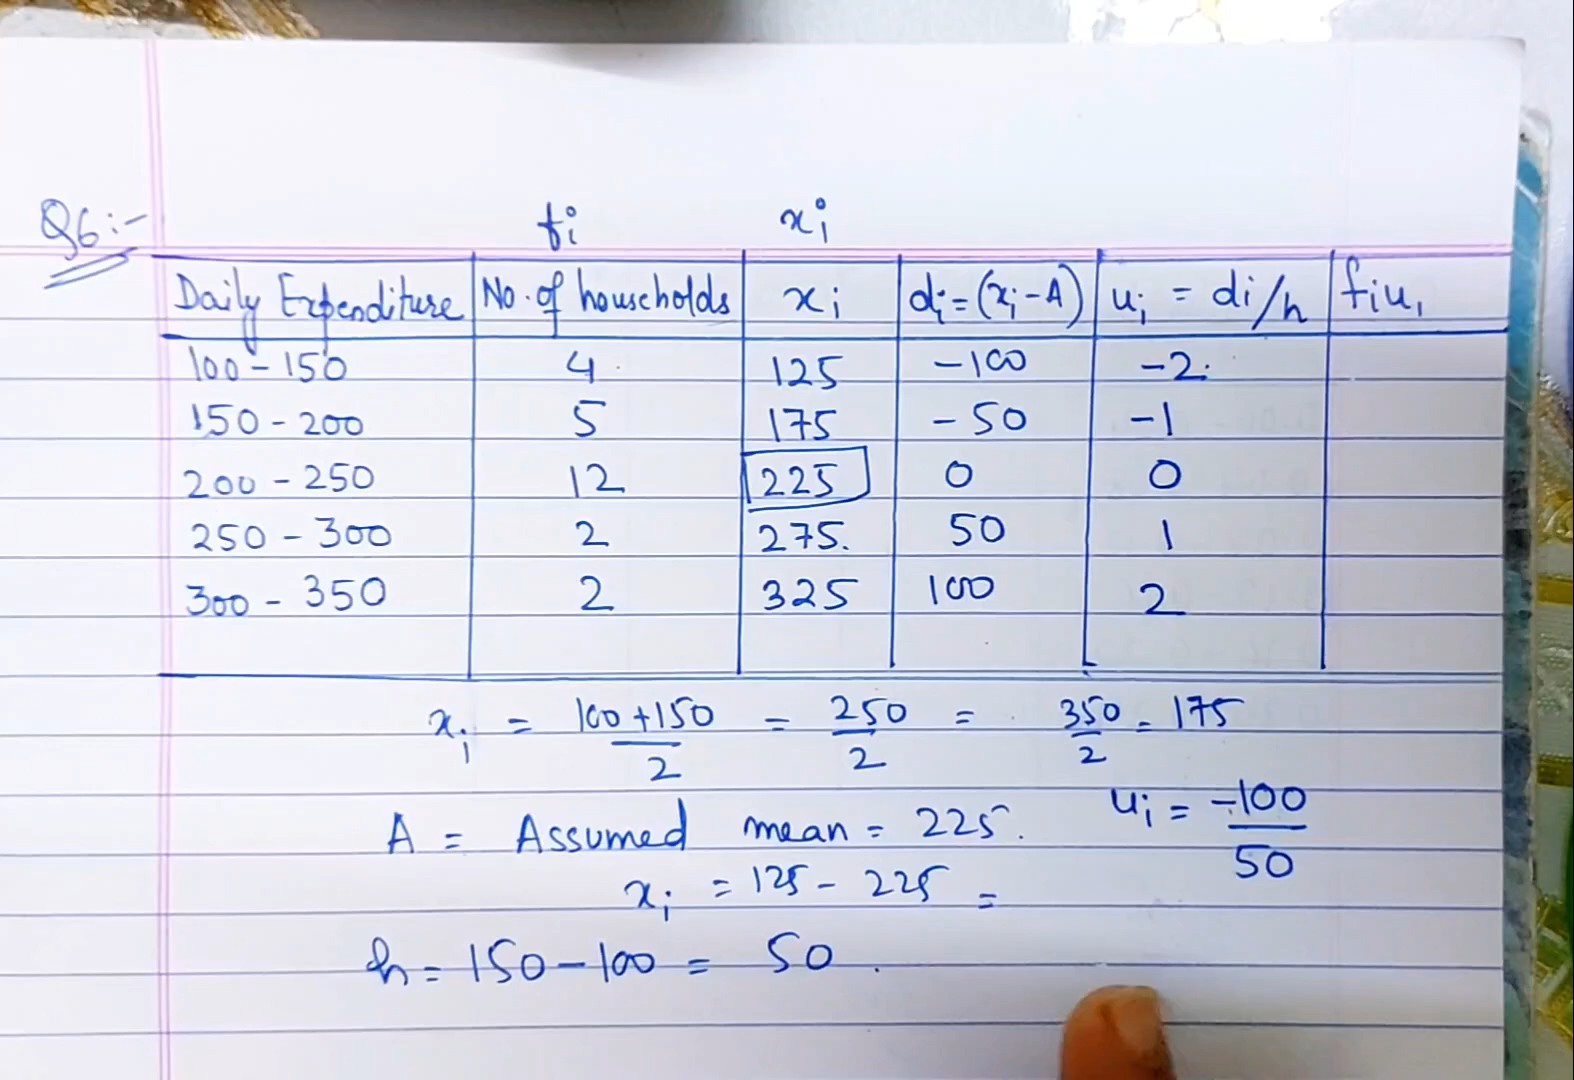 Q6:-
fi xi
Daily Expenditure No. of households xi di=(xi-A) ui = di/h fiui
100-150 4 125 -100 -2
150-200 5 175 -50 -1
200-250 12 225 0 0
250-300 2 275 50 1
300-350 2 325 100 2
xi = 100+150/2 = 250/2 = 350/2 = 175
A = Assumed mean = 225. ui = -100/50
xi = 125-225 =
h = 150-100 = 50.